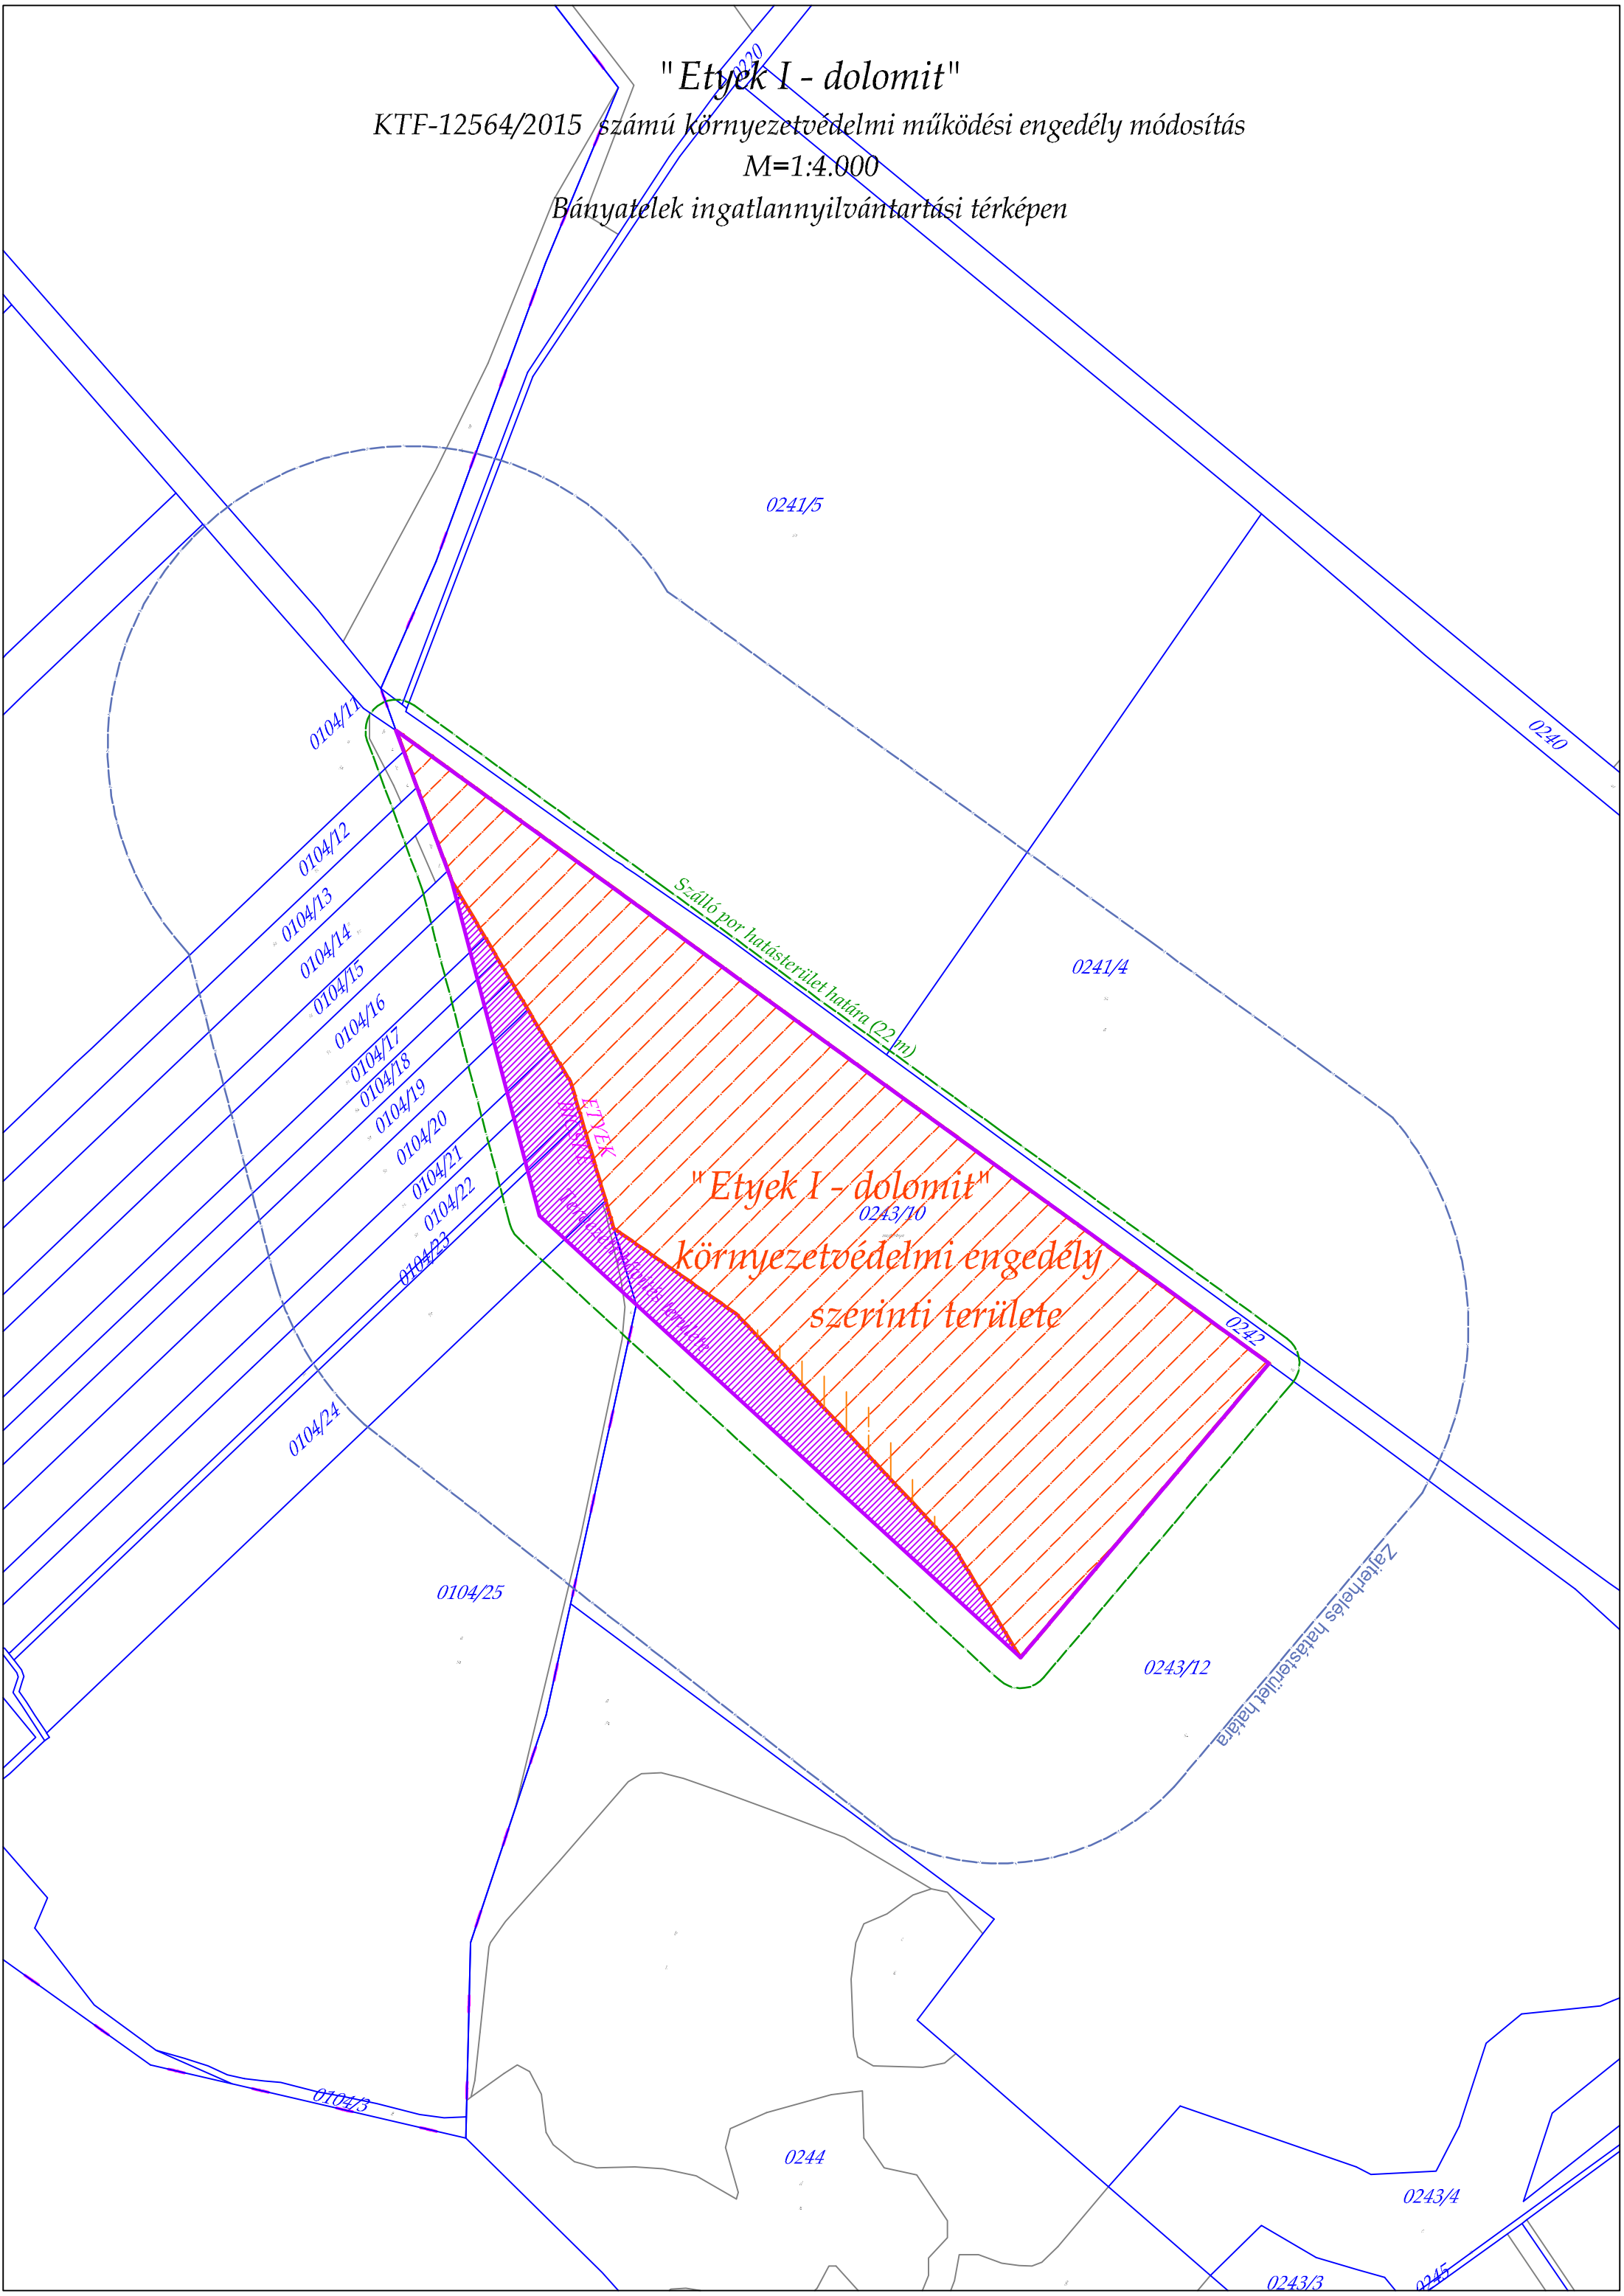 "Etyek I - dolomit"
KTF-12564/2015 számú környezetvédelmi működési engedély módosítás
M=1:4.000
Bányatelek ingatlannyilvántartási térképen
0220
0241/5
0240
0104/11
0104/12
0104/13
0104/14
0104/15
0104/16
0104/17
0104/18
0104/19
0104/20
0104/21
0104/22
0104/23
0104/24
Szálló por hatásterület határa (22 m)
0241/4
ETYEK
"Etyek I - dolomit"
0243/10
környezetvédelmi engedély
szerinti területe
0242
0104/25
0243/12
Zajterhelés hatásterület határa
0104/3
0244
0243/4
0245
0243/3